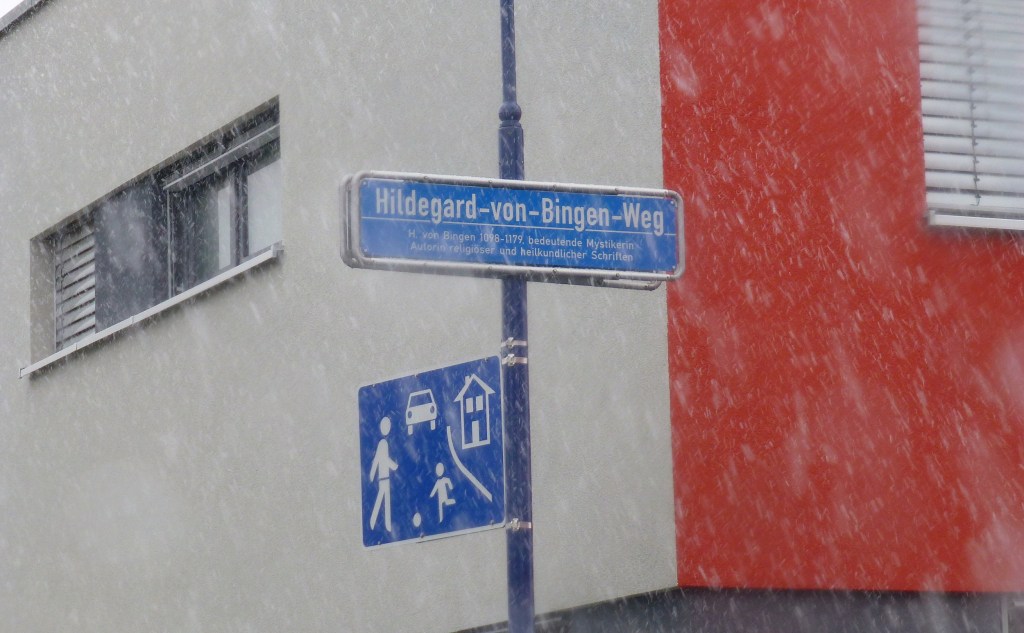 Hildegard-von-Bingen-Weg
H. von Bingen 1098-1179, bedeutende Mystikerin
Autorin religiöser und heilkundlicher Schriften